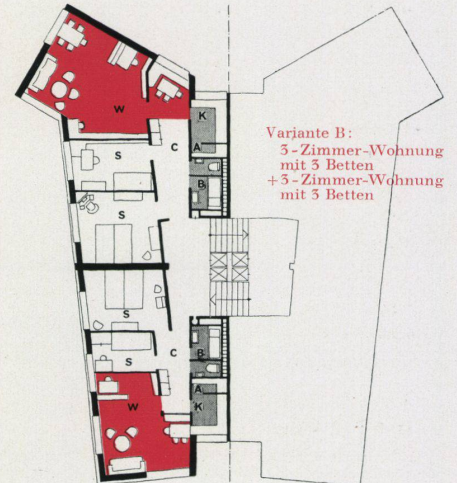 W
K
A
C
S
B
Variante B:
3-Zimmer-Wohnung
mit 3 Betten
+3-Zimmer-Wohnung
mit 3 Betten
S
S
C
B
S
A
W
K